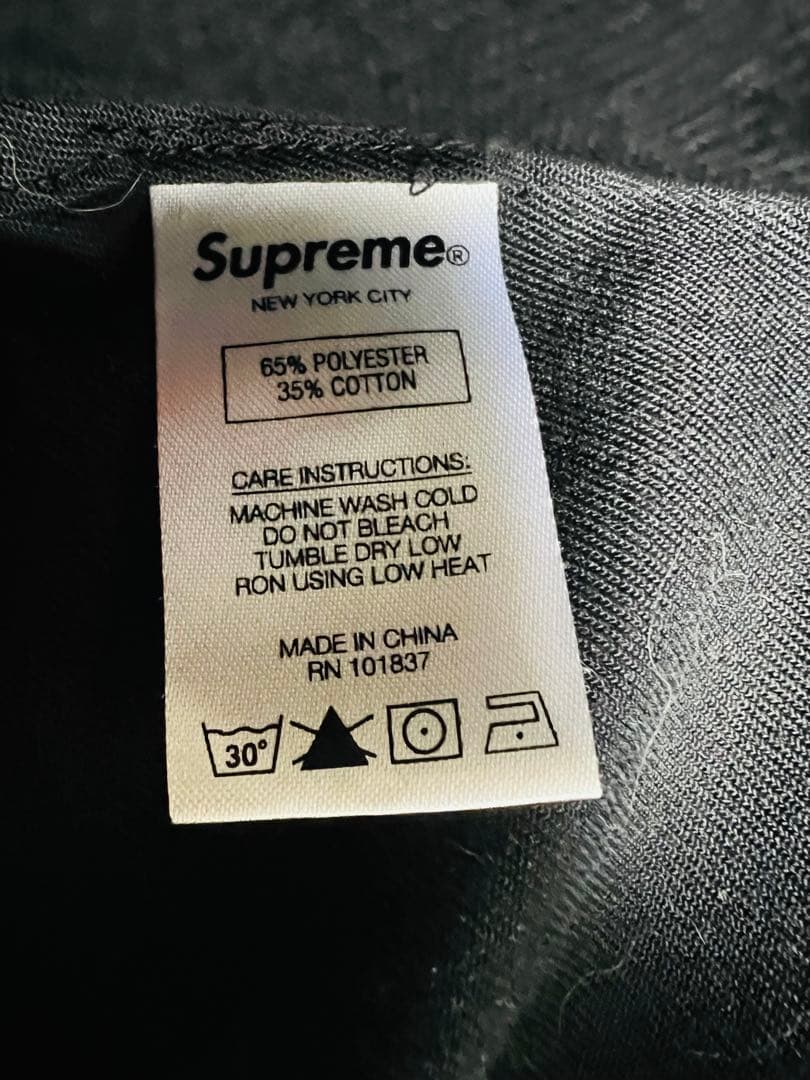 Supreme®
NEW YORK CITY
65% POLYESTER
35% COTTON
CARE INSTRUCTIONS:
MACHINE WASH COLD
DO NOT BLEACH
TUMBLE DRY LOW
RON USING LOW HEAT
MADE IN CHINA
RN 101837
30°